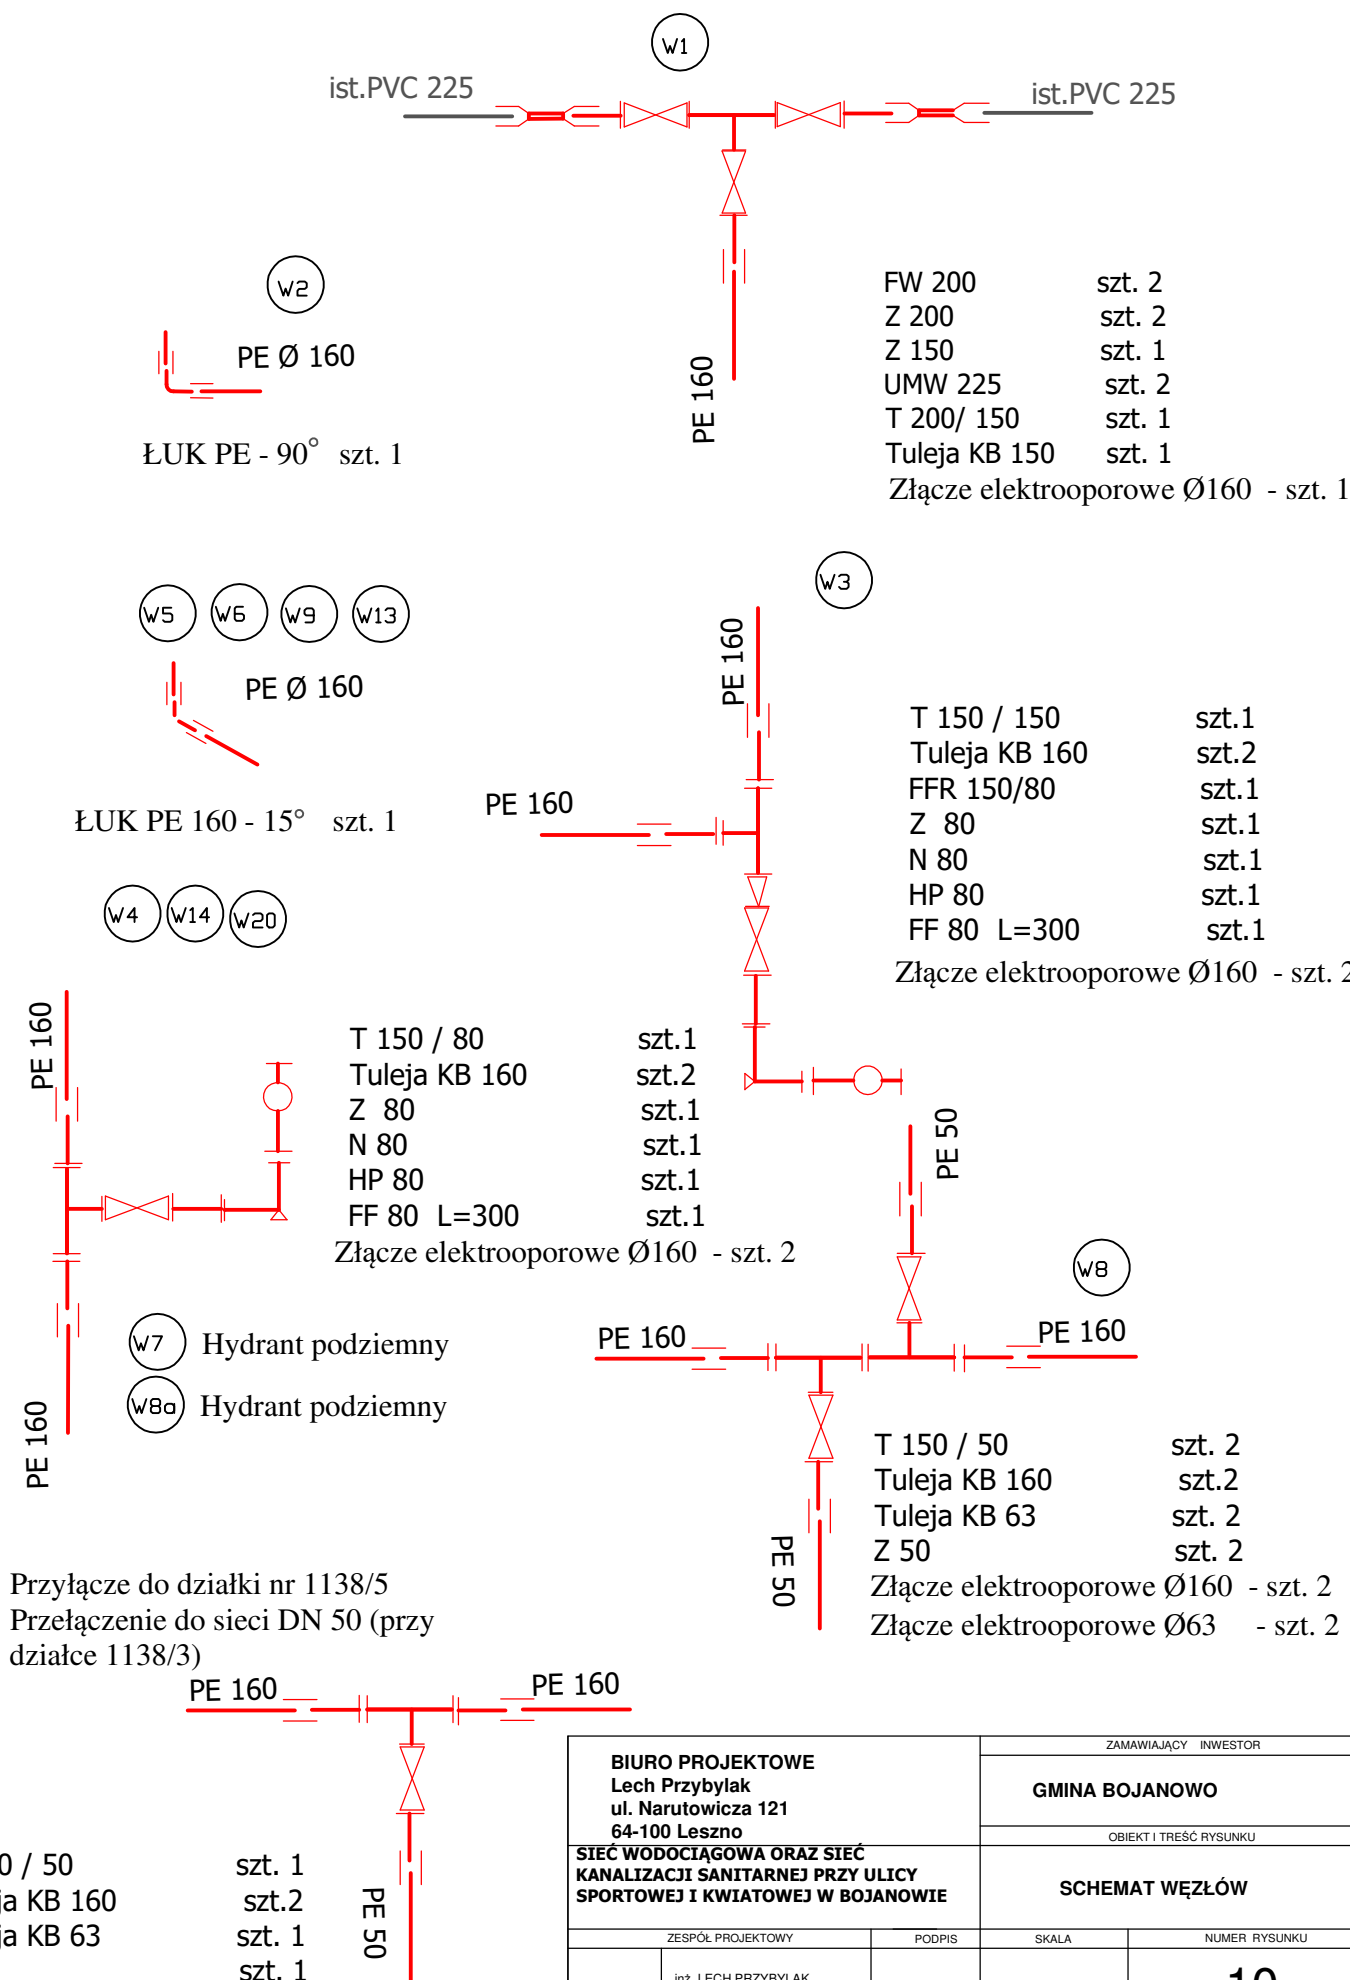 W1
ist.PVC 225
ist.PVC 225
PE 160
FW 200 szt. 2
Z 200 szt. 2
Z 150 szt. 1
UMW 225 szt. 2
T 200/ 150 szt. 1
Tuleja KB 150 szt. 1
Złącze elektrooporowe Ø160 - szt. 1
W2
PE Ø 160
ŁUK PE - 90° szt. 1
W5 W6 W9 W13
PE Ø 160
ŁUK PE 160 - 15° szt. 1
W3
PE 160
PE 160
T 150 / 150 szt.1
Tuleja KB 160 szt.2
FFR 150/80 szt.1
Z 80 szt.1
N 80 szt.1
HP 80 szt.1
FF 80 L=300 szt.1
Złącze elektrooporowe Ø160 - szt. 2
W4 W14 W20
PE 160
T 150 / 80 szt.1
Tuleja KB 160 szt.2
Z 80 szt.1
N 80 szt.1
HP 80 szt.1
FF 80 L=300 szt.1
Złącze elektrooporowe Ø160 - szt. 2
PE 160
W7 Hydrant podziemny
W8a Hydrant podziemny
PE 50
W8
PE 160
PE 160
PE 50
T 150 / 50 szt. 2
Tuleja KB 160 szt.2
Tuleja KB 63 szt. 2
Z 50 szt. 2
Złącze elektrooporowe Ø160 - szt. 2
Złącze elektrooporowe Ø63 - szt. 2
Przyłącze do działki nr 1138/5
Przełączenie do sieci DN 50 (przy
działce 1138/3)
PE 160
PE 160
PE 50
0 / 50 szt. 1
ja KB 160 szt.2
ja KB 63 szt. 1
szt. 1
BIURO PROJEKTOWE
Lech Przybylak
ul. Narutowicza 121
64-100 Leszno
ZAMAWIAJĄCY INWESTOR
GMINA BOJANOWO
OBIEKT I TREŚĆ RYSUNKU
SIEĆ WODOCIĄGOWA ORAZ SIEĆ
KANALIZACJI SANITARNEJ PRZY ULICY
SPORTOWEJ I KWIATOWEJ W BOJANOWIE
SCHEMAT WĘZŁÓW
ZESPÓŁ PROJEKTOWY PODPIS SKALA NUMER RYSUNKU
inż. LECH PRZYBYLAK
10